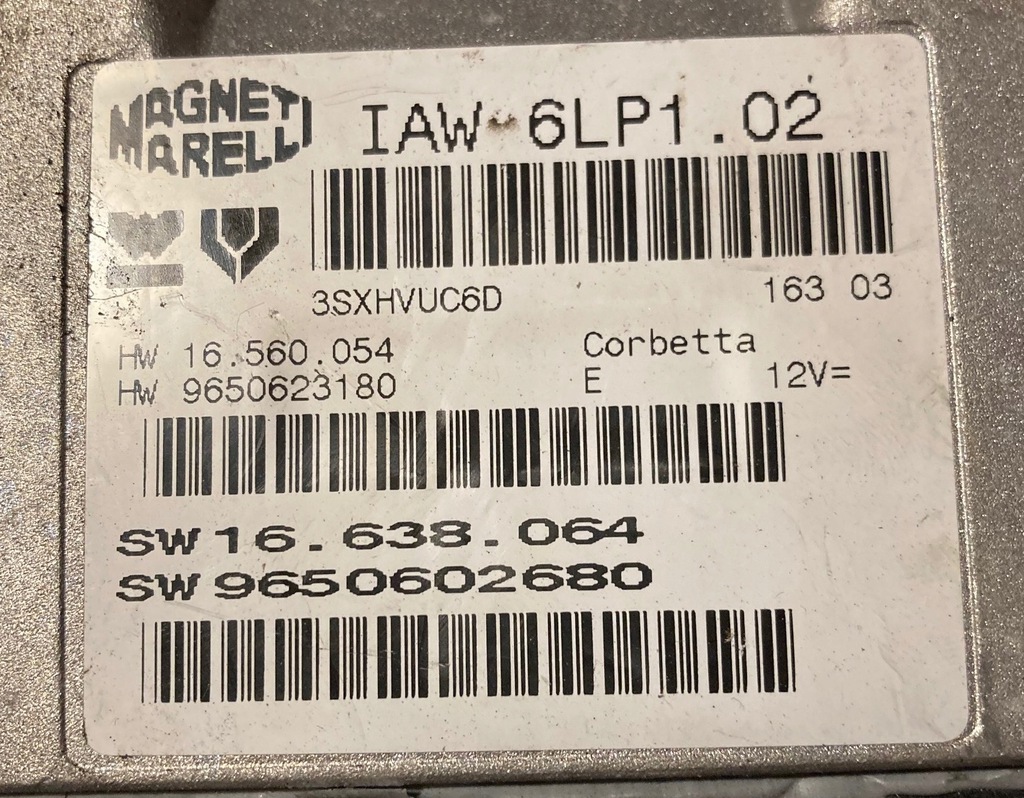 MAGNETI
MARELLI
IAW-6LP1.02
3SXHVUC6D 163 03
HW 16.560.054 Corbetta
HW 9650623180 E 12V=
SW 16.638.064
SW 9650602680